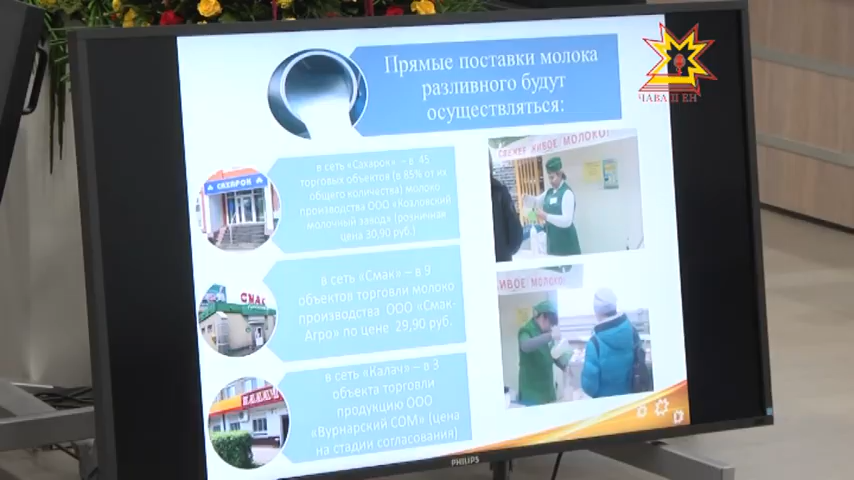 Прямые поставки молока
разливного будут
осуществляться:
ЧАВАШ ЕН
в сеть «Сахарок» – в 45
торговых объектов (в 85% от их
общего количества) молоко
производства ООО «Козловский
молочный завод» (розничная
цена 30,90 руб.)
САХАРОК
СВЕЖЕЕ ЖИВОЕ МОЛОКО!
в сеть «Смак» – в 9
объектов торговли молоко
производства ООО «Смак-
Агро» по цене 29,90 руб.
СМАК
ЖИВОЕ МОЛОКО!
в сеть «Калач» – в 3
объекта торговли
продукцию ООО
«Вурнарский СОМ» (цена
на стадии согласования)
КАЛАЧ
PHILIPS